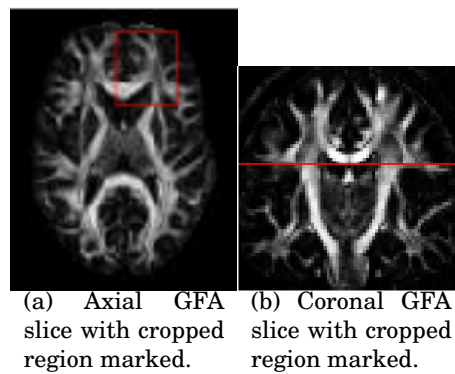 (a) Axial GFA
slice with cropped
region marked.
(b) Coronal GFA
slice with cropped
region marked.